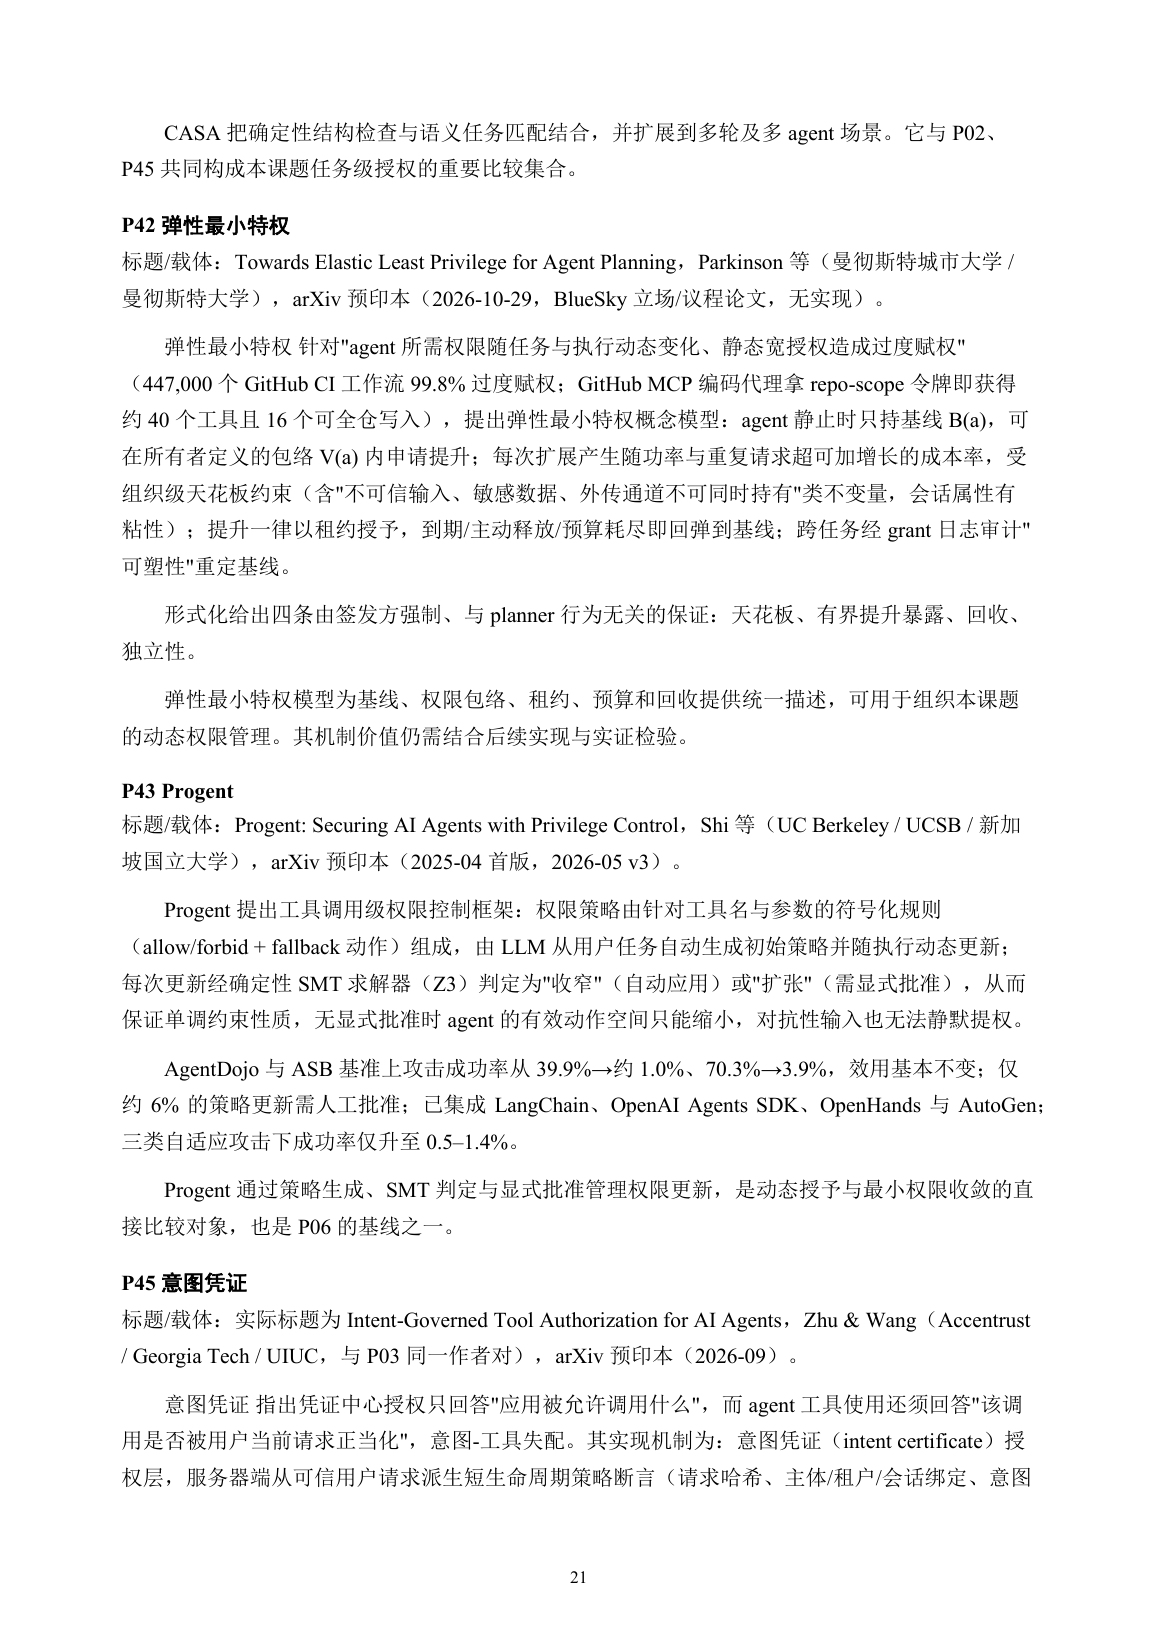 CASA 把确定性结构检查与语义任务匹配结合，并扩展到多轮及多 agent 场景。它与 P02、
P45 共同构成本课题任务级授权的重要比较集合。
P42 弹性最小特权
标题/载体：Towards Elastic Least Privilege for Agent Planning，Parkinson 等（曼彻斯特城市大学 /
曼彻斯特大学），arXiv 预印本（2026-10-29，BlueSky 立场/议程论文，无实现）。
弹性最小特权 针对"agent 所需权限随任务与执行动态变化、静态宽授权造成过度赋权"
（447,000 个 GitHub CI 工作流 99.8% 过度赋权；GitHub MCP 编码代理拿 repo-scope 令牌即获得
约 40 个工具且 16 个可全仓写入），提出弹性最小特权概念模型：agent 静止时只持基线 B(a)，可
在所有者定义的包络 V(a) 内申请提升；每次扩展产生随功率与重复请求超可加增长的成本率，受
组织级天花板约束（含"不可信输入、敏感数据、外传通道不可同时持有"类不变量，会话属性有
粘性）；提升一律以租约授予，到期/主动释放/预算耗尽即回弹到基线；跨任务经 grant 日志审计"
可塑性"重定基线。
形式化给出四条由签发方强制、与 planner 行为无关的保证：天花板、有界提升暴露、回收、
独立性。
弹性最小特权模型为基线、权限包络、租约、预算和回收提供统一描述，可用于组织本课题
的动态权限管理。其机制价值仍需结合后续实现与实证检验。
P43 Progent
标题/载体：Progent: Securing AI Agents with Privilege Control，Shi 等（UC Berkeley / UCSB / 新加
坡国立大学），arXiv 预印本（2025-04 首版，2026-05 v3）。
Progent 提出工具调用级权限控制框架：权限策略由针对工具名与参数的符号化规则
（allow/forbid + fallback 动作）组成，由 LLM 从用户任务自动生成初始策略并随执行动态更新；
每次更新经确定性 SMT 求解器（Z3）判定为"收窄"（自动应用）或"扩张"（需显式批准），从而
保证单调约束性质，无显式批准时 agent 的有效动作空间只能缩小，对抗性输入也无法静默提权。
AgentDojo 与 ASB 基准上攻击成功率从 39.9%→约 1.0%、70.3%→3.9%，效用基本不变；仅
约 6% 的策略更新需人工批准；已集成 LangChain、OpenAI Agents SDK、OpenHands 与 AutoGen；
三类自适应攻击下成功率仅升至 0.5–1.4%。
Progent 通过策略生成、SMT 判定与显式批准管理权限更新，是动态授予与最小权限收敛的直
接比较对象，也是 P06 的基线之一。
P45 意图凭证
标题/载体：实际标题为 Intent-Governed Tool Authorization for AI Agents，Zhu & Wang（Accentrust
/ Georgia Tech / UIUC，与 P03 同一作者对），arXiv 预印本（2026-09）。
意图凭证 指出凭证中心授权只回答"应用被允许调用什么"，而 agent 工具使用还须回答"该调
用是否被用户当前请求正当化"，意图-工具失配。其实现机制为：意图凭证（intent certificate）授
权层，服务器端从可信用户请求派生短生命周期策略断言（请求哈希、主体/租户/会话绑定、意图
21